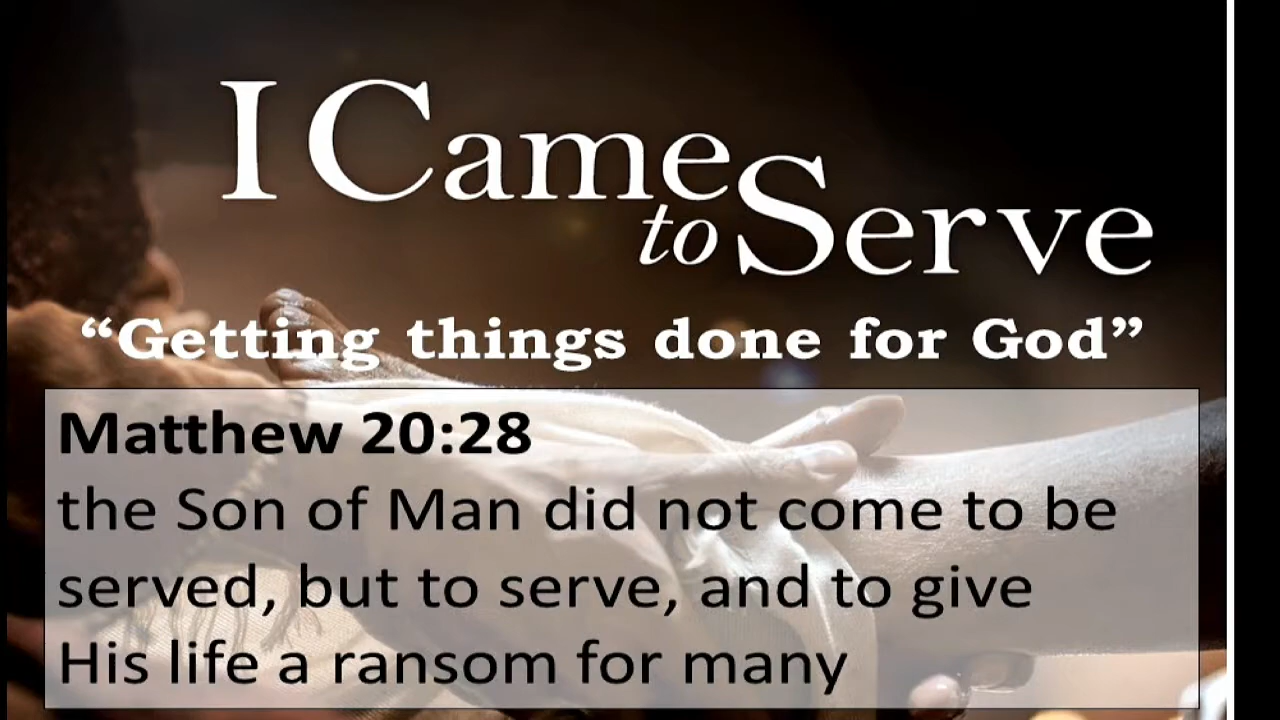 I Came
to Serve
“Getting things done for God”
Matthew 20:28
the Son of Man did not come to be
served, but to serve, and to give
His life a ransom for many